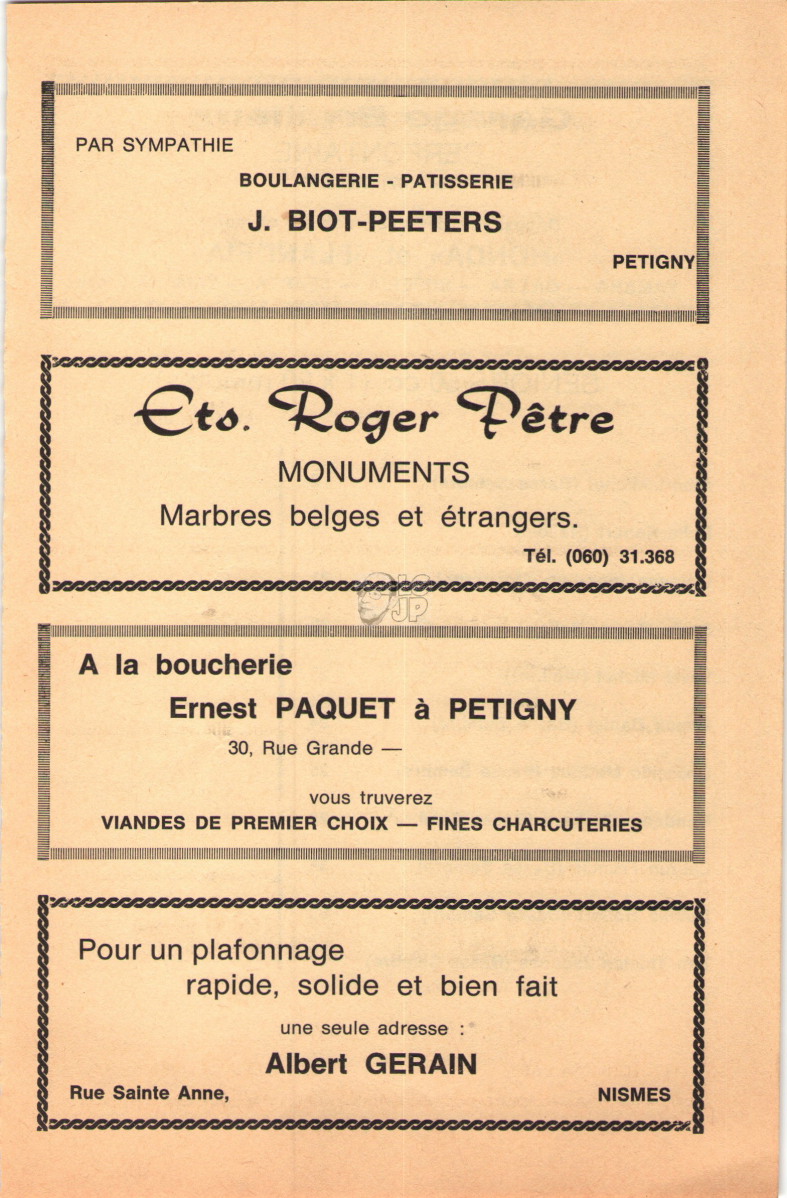 PAR SYMPATHIE
BOULANGERIE - PATISSERIE
J. BIOT-PEETERS
PETIGNY
Ets. Roger Pêtre
MONUMENTS
Marbres belges et étrangers.
Tél. (060) 31.368
LC
JP
A la boucherie
Ernest PAQUET à PETIGNY
30, Rue Grande —
vous truverez
VIANDES DE PREMIER CHOIX — FINES CHARCUTERIES
Pour un plafonnage
rapide, solide et bien fait
une seule adresse :
Albert GERAIN
Rue Sainte Anne,
NISMES